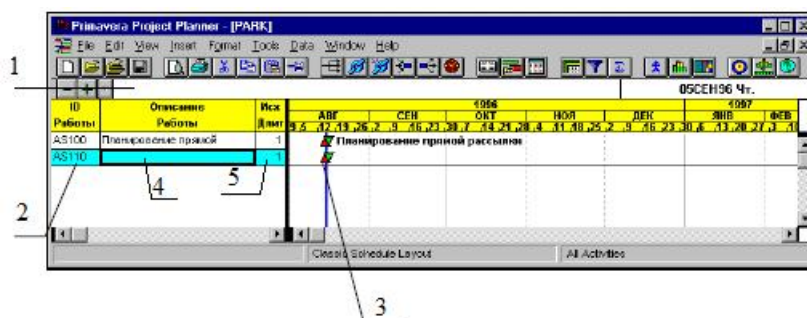 Primavera Project Planner - [PARK]
File Edit View Insert Format Tools Data Window Help
1
05СЕН96 Чт.
ID Описание Исх
Работы Работы Длит
1996 1997
АВГ СЕН ОКТ НОЯ ДЕК ЯНВ ФЕВ
AS100 Планирование прямой 1 Планирование прямой рассылки
AS110 1
2 4 5
Classic Schedule Layout All Activities
3